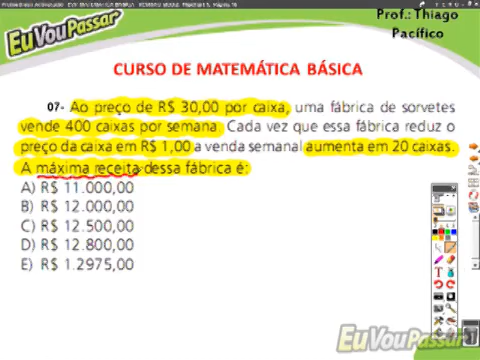 Prof.: Thiago
Pacífico
EuVouPassar
CURSO DE MATEMÁTICA BÁSICA
07- Ao preço de R$ 30,00 por caixa, uma fábrica de sorvetes
vende 400 caixas por semana. Cada vez que essa fábrica reduz o
preço da caixa em R$ 1,00 a venda semanal aumenta em 20 caixas.
A máxima receita dessa fábrica é:
A) R$ 11.000,00
B) R$ 12.000,00
C) R$ 12.500,00
D) R$ 12.800,00
E) R$ 1.2975,00
EuVouPassar